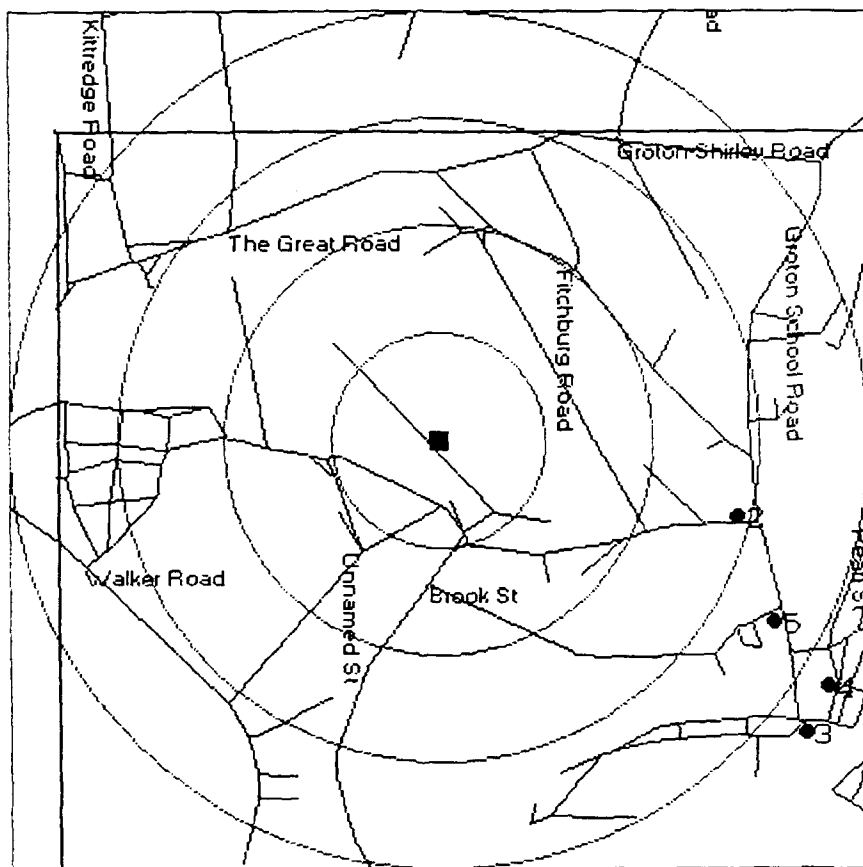 Kittredge Road
ad
Groton-Shirley Road
The Great Road
Groton School Road
Fitchburg Road
2
Walker Road
Unnamed St
Brook St
5
4
3